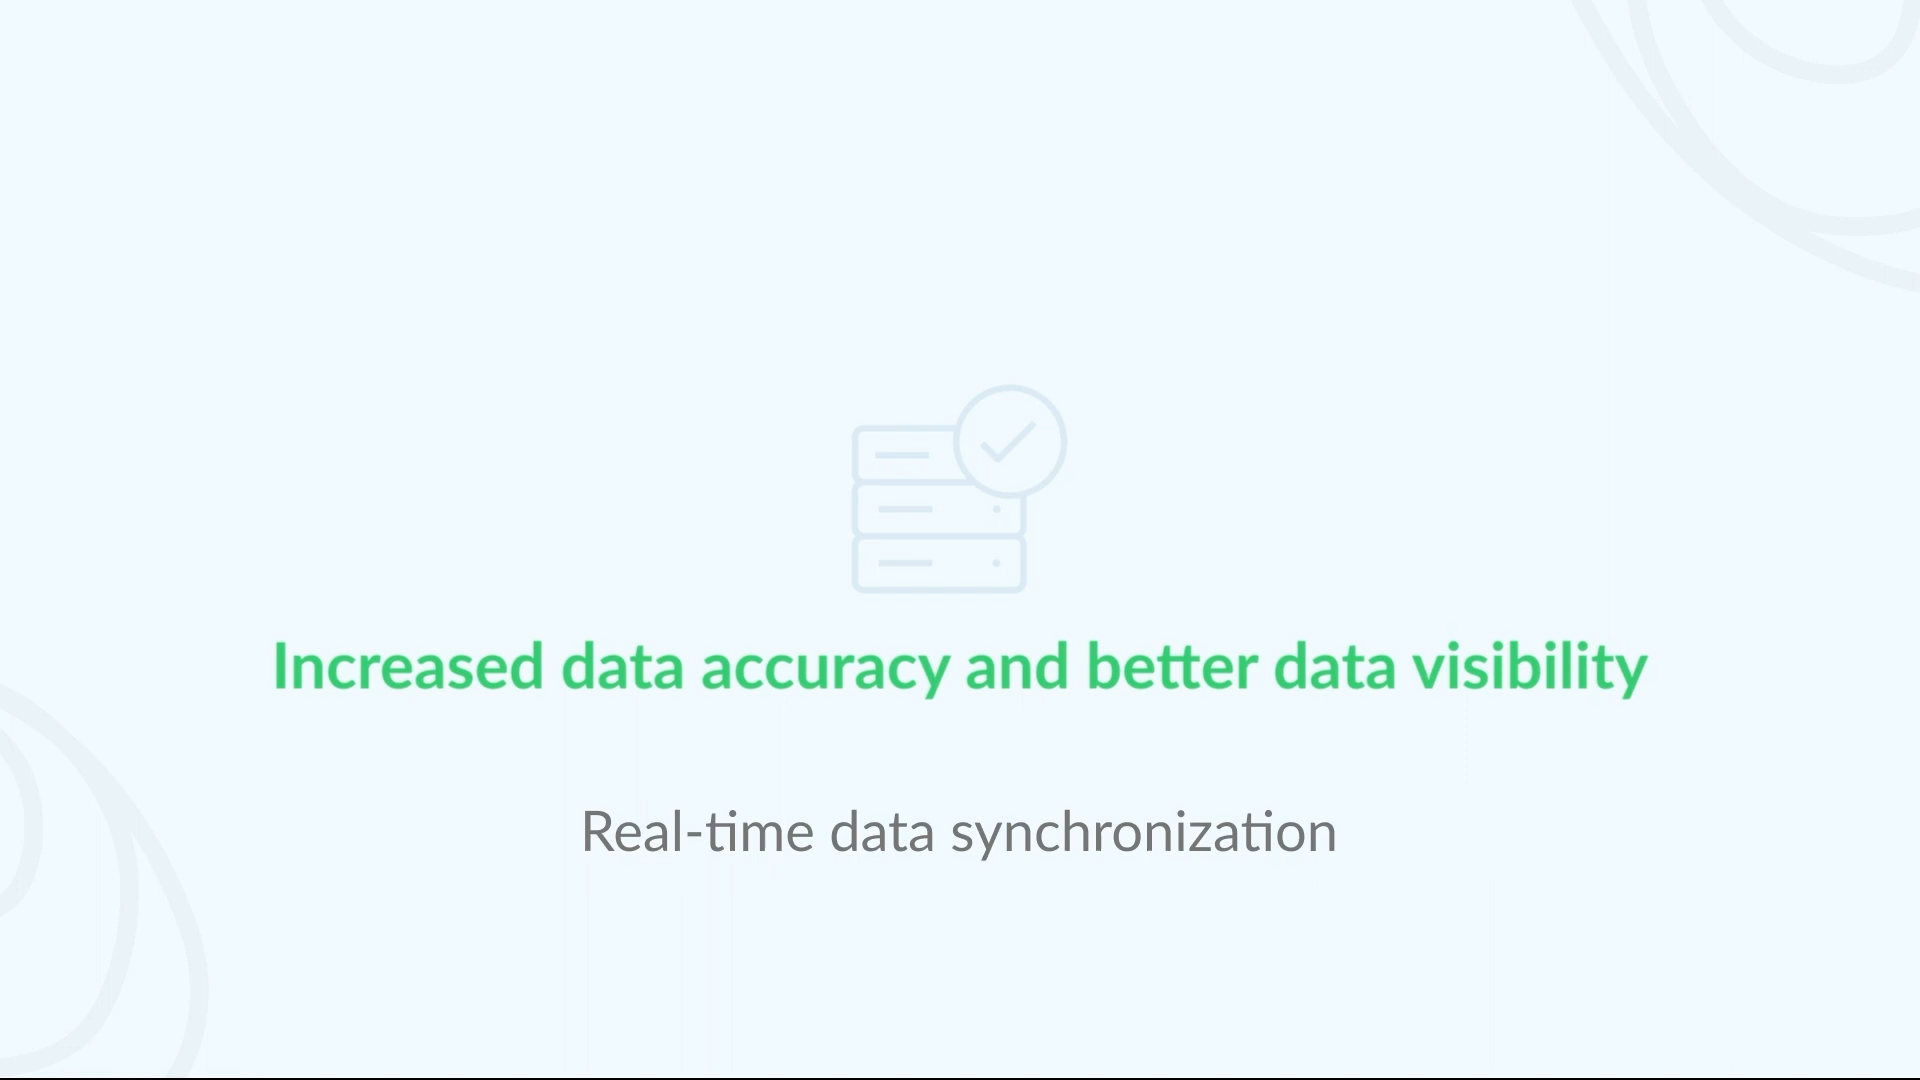 Increased data accuracy and better data visibility
Real-time data synchronization